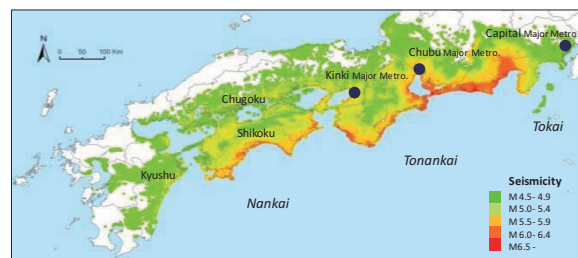 N
0 50 100 Km
Capital Major Metro.
Chubu Major Metro.
Kinki Major Metro.
Chugoku
Shikoku
Kyushu
Tokai
Tonankai
Nankai
Seismicity
M 4.5- 4.9
M 5.0- 5.4
M 5.5- 5.9
M 6.0- 6.4
M6.5 -